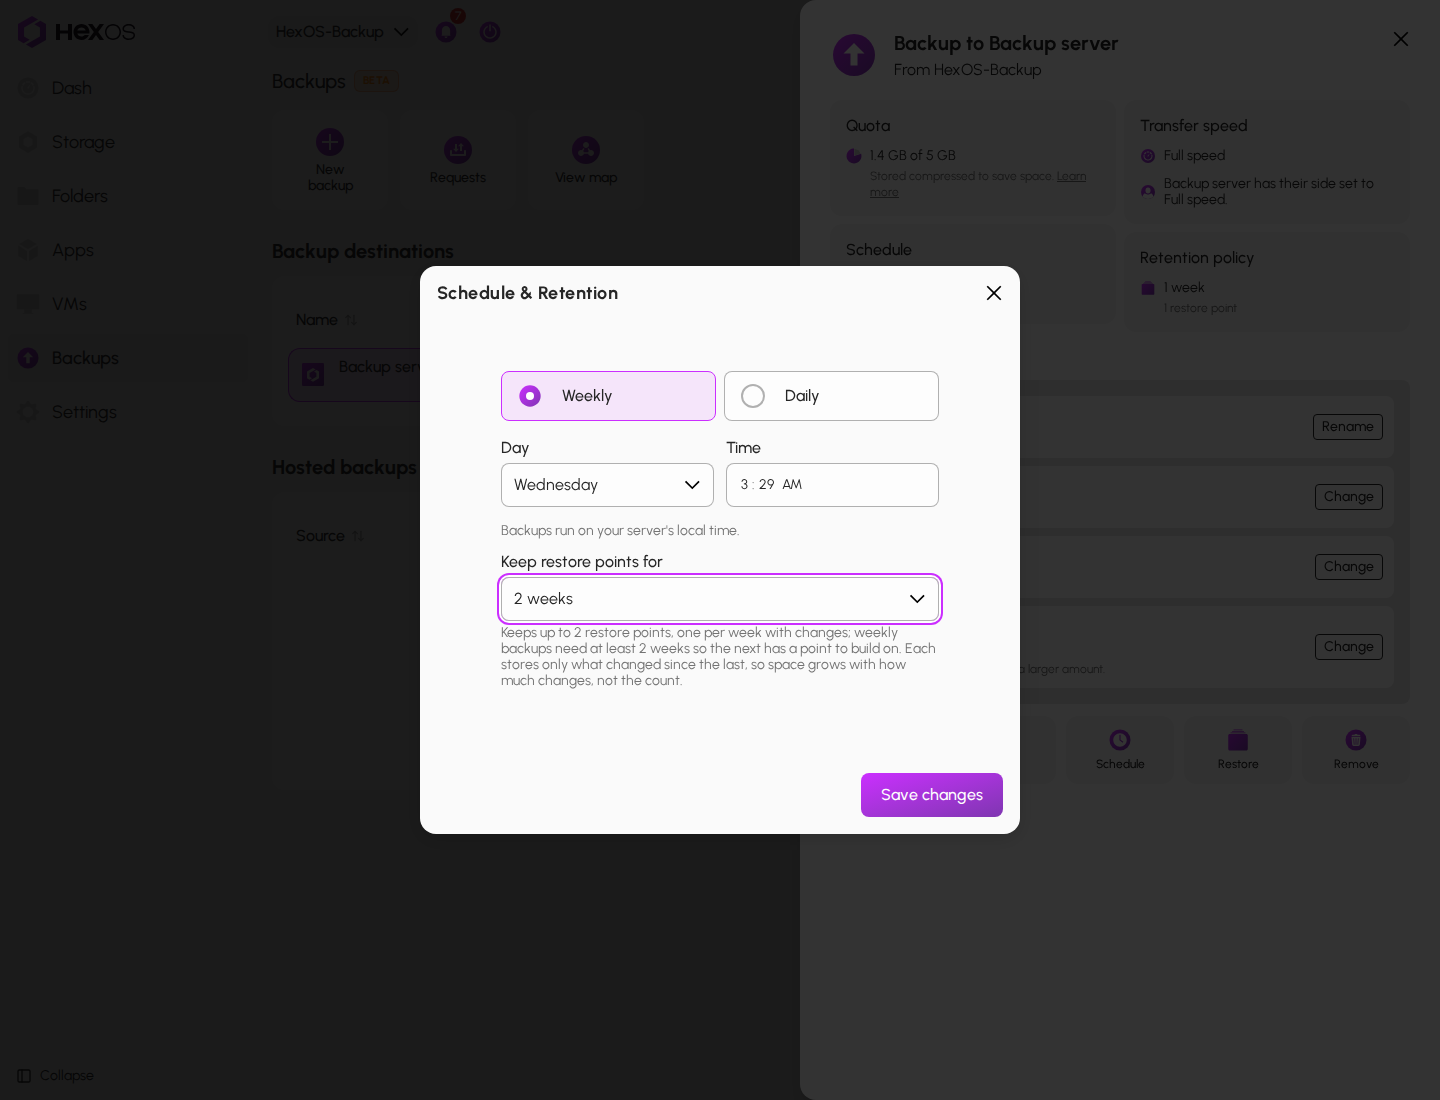 HexOS
HexOS-Backup
7
Dash
Storage
Folders
Apps
VMs
Backups
Settings
Collapse
Backups
BETA
New
backup
Requests
View map
Backup destinations
Name
Backup serv
Hosted backups
Source
Backup to Backup server
From HexOS-Backup
Quota
1.4 GB of 5 GB
Stored compressed to save space. Learn
more
Transfer speed
Full speed
Backup server has their side set to
Full speed.
Schedule
Retention policy
1 week
1 restore point
Rename
Change
Change
a larger amount
Change
Schedule
Restore
Remove
Schedule & Retention
Weekly
Daily
Day
Time
Wednesday
3 : 29 AM
Backups run on your server's local time.
Keep restore points for
2 weeks
Keeps up to 2 restore points, one per week with changes; weekly
backups need at least 2 weeks so the next has a point to build on. Each
stores only what changed since the last, so space grows with how
much changes, not the count.
Save changes